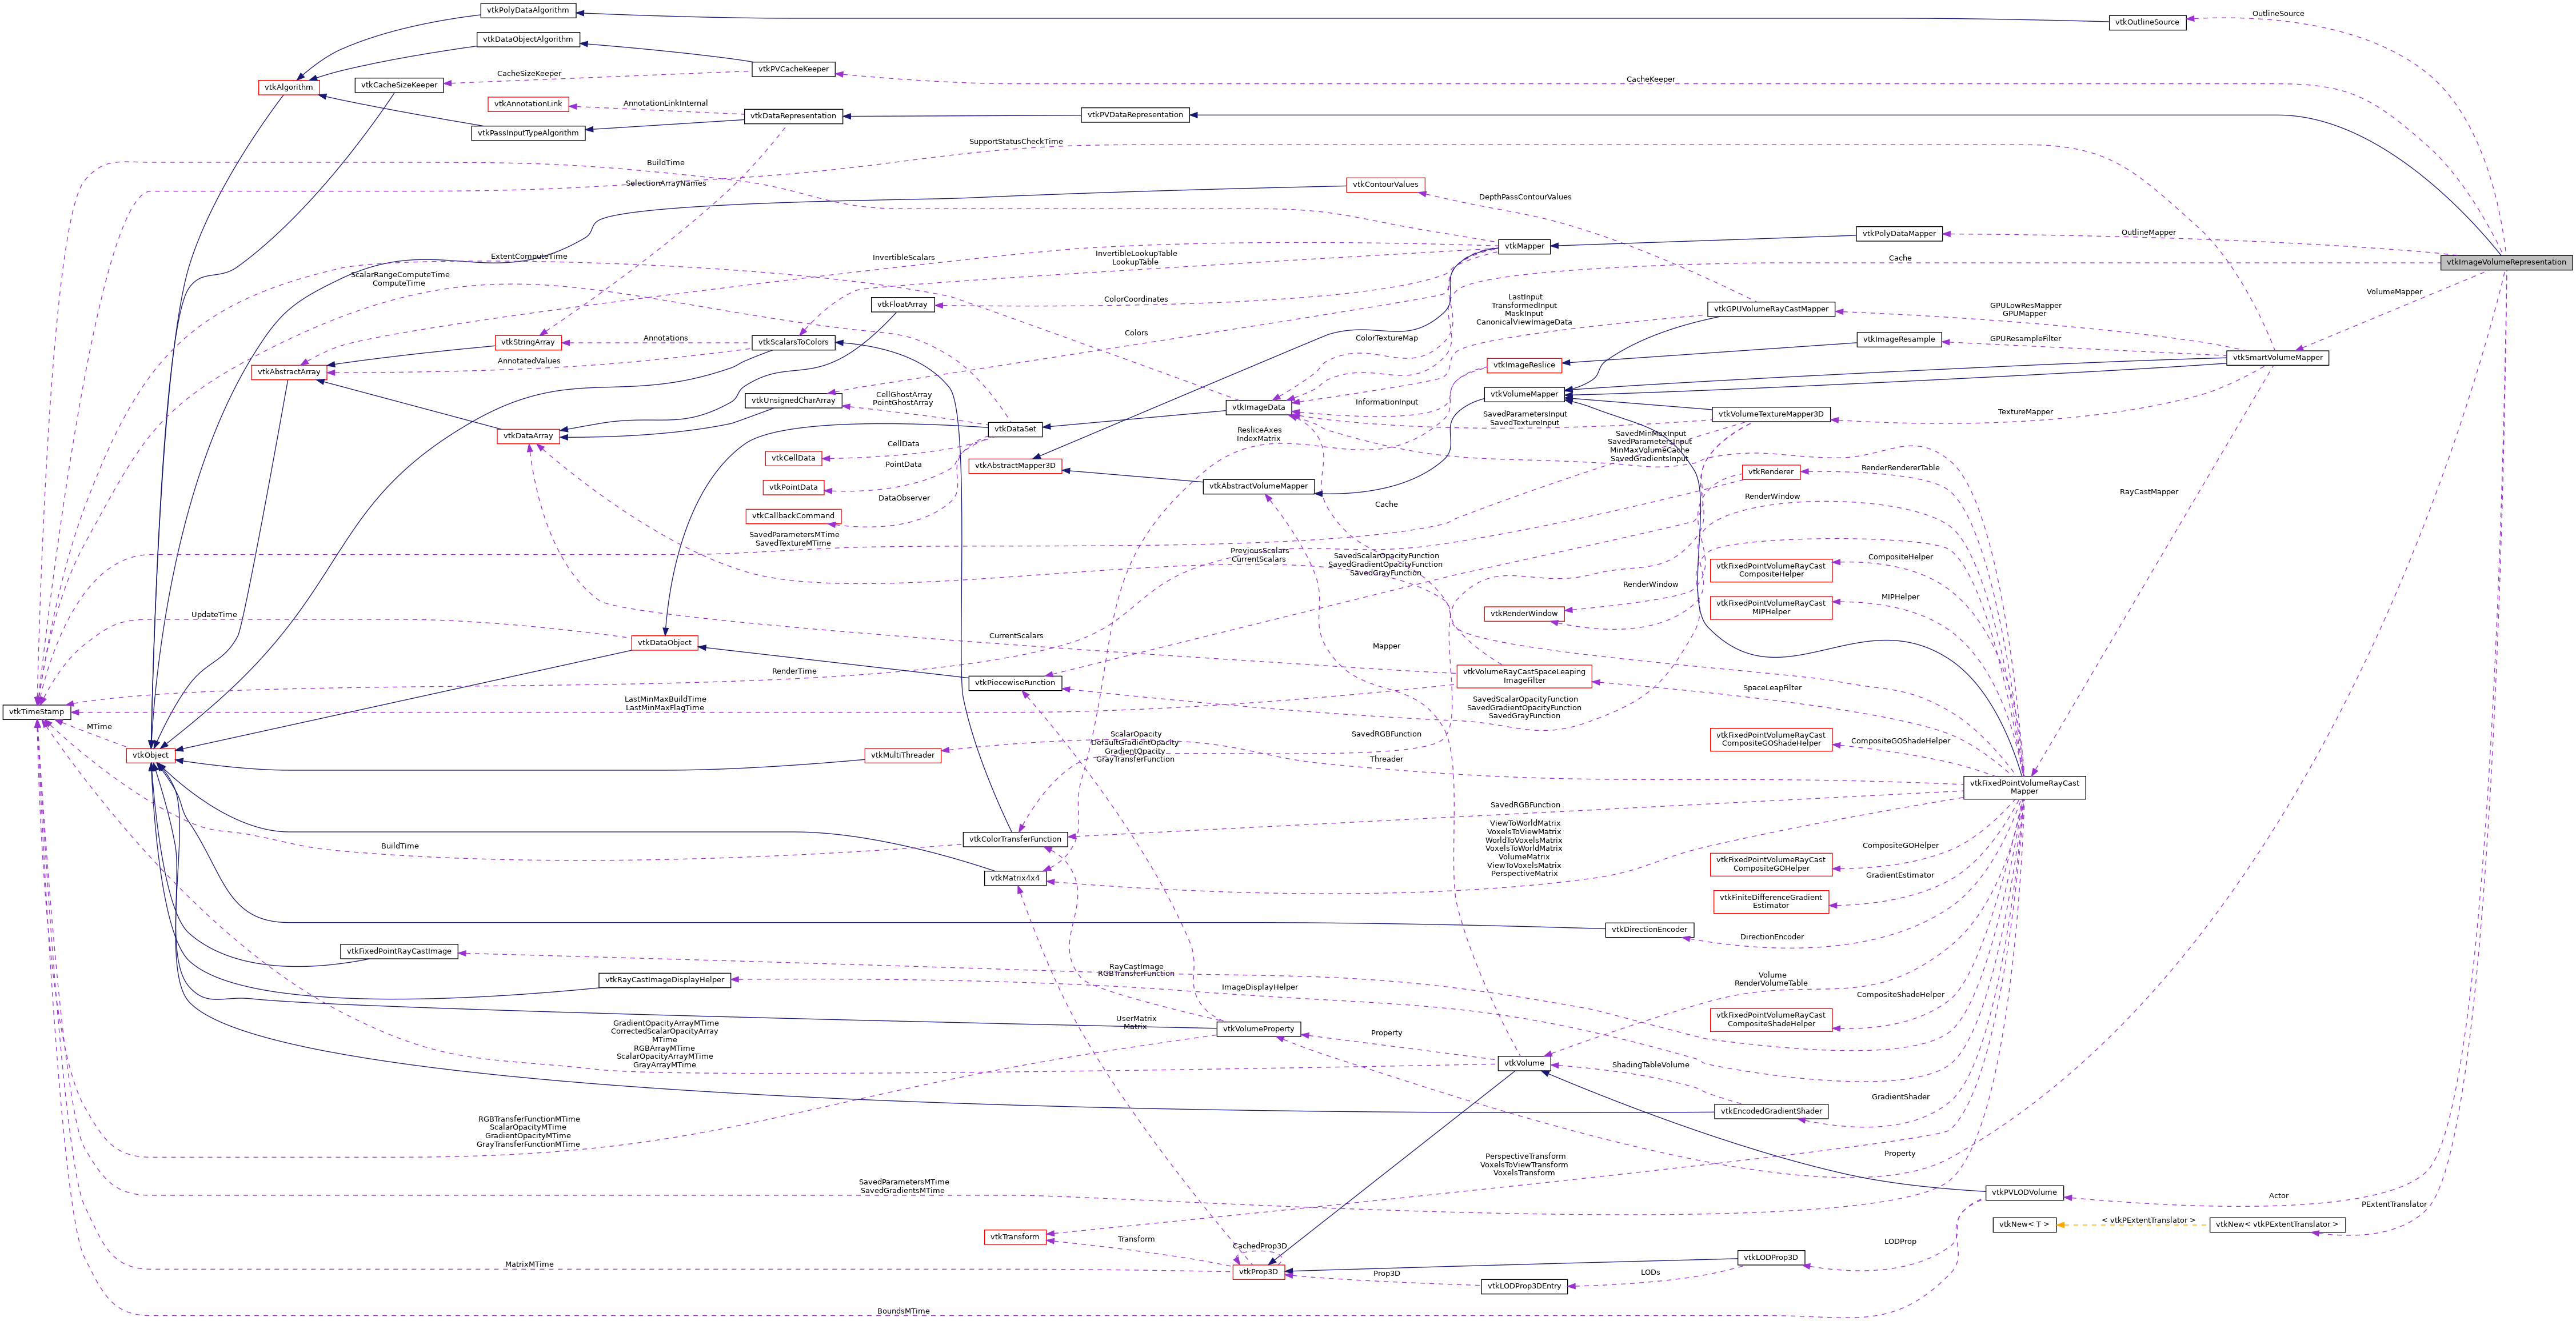 vtkPolyDataAlgorithm
vtkOutlineSource
OutlineSource
vtkDataObjectAlgorithm
vtkPVCacheKeeper
CacheSizeKeeper
CacheKeeper
vtkAlgorithm
vtkCacheSizeKeeper
vtkAnnotationLink
AnnotationLinkInternal
vtkDataRepresentation
vtkPVDataRepresentation
vtkPassInputTypeAlgorithm
SupportStatusCheckTime
BuildTime
SelectionArrayNames
vtkContourValues
DepthPassContourValues
vtkPolyDataMapper
OutlineMapper
vtkMapper
ExtentComputeTime
InvertibleScalars
InvertibleLookupTable
LookupTable
Cache
vtkImageVolumeRepresentation
ScalarRangeComputeTime
ComputeTime
VolumeMapper
vtkFloatArray
ColorCoordinates
LastInput
TransformedInput
MaskInput
CanonicalViewImageData
vtkGPUVolumeRayCastMapper
GPULowResMapper
GPUMapper
vtkStringArray
Annotations
vtkScalarsToColors
Colors
ColorTextureMap
vtkImageResample
GPUResampleFilter
vtkSmartVolumeMapper
AnnotatedValues
vtkAbstractArray
vtkImageReslice
vtkUnsignedCharArray
CellGhostArray
PointGhostArray
vtkImageData
InformationInput
vtkVolumeMapper
SavedParametersInput
SavedTextureInput
vtkVolumeTextureMapper3D
TextureMapper
vtkDataArray
vtkDataSet
ResliceAxes
IndexMatrix
SavedMinMaxInput
SavedParametersInput
MinMaxVolumeCache
SavedGradientsInput
CellData
vtkCellData
PointData
vtkPointData
vtkAbstractMapper3D
vtkAbstractVolumeMapper
vtkRenderer
RenderRendererTable
RenderWindow
RayCastMapper
DataObserver
vtkCallbackCommand
Cache
SavedParametersMTime
SavedTextureMTime
PreviousScalars
CurrentScalars
SavedScalarOpacityFunction
SavedGradientOpacityFunction
SavedGrayFunction
vtkFixedPointVolumeRayCast
CompositeHelper
CompositeHelper
RenderWindow
vtkRenderWindow
vtkFixedPointVolumeRayCast
MIPHelper
MIPHelper
UpdateTime
vtkDataObject
CurrentScalars
Mapper
RenderTime
vtkPiecewiseFunction
vtkVolumeRayCastSpaceLeaping
ImageFilter
SpaceLeapFilter
LastMinMaxBuildTime
LastMinMaxFlagTime
SavedScalarOpacityFunction
SavedGradientOpacityFunction
SavedGrayFunction
vtkTimeStamp
MTime
vtkObject
vtkMultiThreader
ScalarOpacity
DefaultGradientOpacity
GradientOpacity
GrayTransferFunction
SavedRGBFunction
Threader
vtkFixedPointVolumeRayCast
CompositeGOShadeHelper
CompositeGOShadeHelper
vtkFixedPointVolumeRayCast
Mapper
SavedRGBFunction
vtkColorTransferFunction
BuildTime
ViewToWorldMatrix
VoxelsToViewMatrix
WorldToVoxelsMatrix
VoxelsToWorldMatrix
VolumeMatrix
ViewToVoxelsMatrix
PerspectiveMatrix
vtkFixedPointVolumeRayCast
CompositeGOHelper
CompositeGOHelper
vtkMatrix4x4
GradientEstimator
vtkFiniteDifferenceGradient
Estimator
vtkDirectionEncoder
DirectionEncoder
vtkFixedPointRayCastImage
RayCastImage
RGBTransferFunction
vtkRayCastImageDisplayHelper
ImageDisplayHelper
Volume
RenderVolumeTable
CompositeShadeHelper
vtkFixedPointVolumeRayCast
CompositeShadeHelper
UserMatrix
Matrix
vtkVolumeProperty
Property
GradientOpacityArrayMTime
CorrectedScalarOpacityArray
MTime
RGBArrayMTime
ScalarOpacityArrayMTime
GrayArrayMTime
vtkVolume
ShadingTableVolume
GradientShader
vtkEncodedGradientShader
RGBTransferFunctionMTime
ScalarOpacityMTime
GradientOpacityMTime
GrayTransferFunctionMTime
Property
PerspectiveTransform
VoxelsToViewTransform
VoxelsTransform
SavedParametersMTime
SavedGradientsMTime
vtkPVLODVolume
Actor
PExtentTranslator
vtkNew< T >
< vtkPExtentTranslator >
vtkNew< vtkPExtentTranslator >
vtkTransform
Transform
CachedProp3D
LODProp
MatrixMTime
vtkProp3D
Prop3D
vtkLODProp3D
LODs
vtkLODProp3DEntry
BoundsMTime